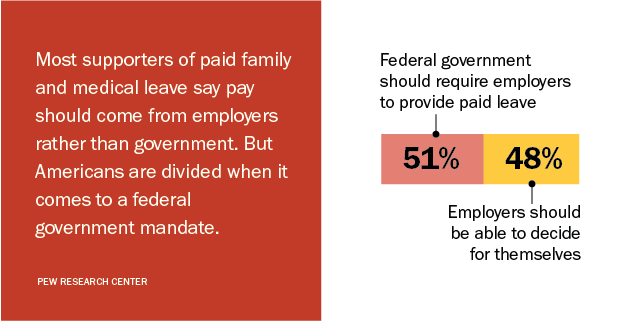 Most supporters of paid family
and medical leave say pay
should come from employers
rather than government. But
Americans are divided when it
comes to a federal
government mandate.
PEW RESEARCH CENTER
Federal government
should require employers
to provide paid leave
51% 48%
Employers should
be able to decide
for themselves